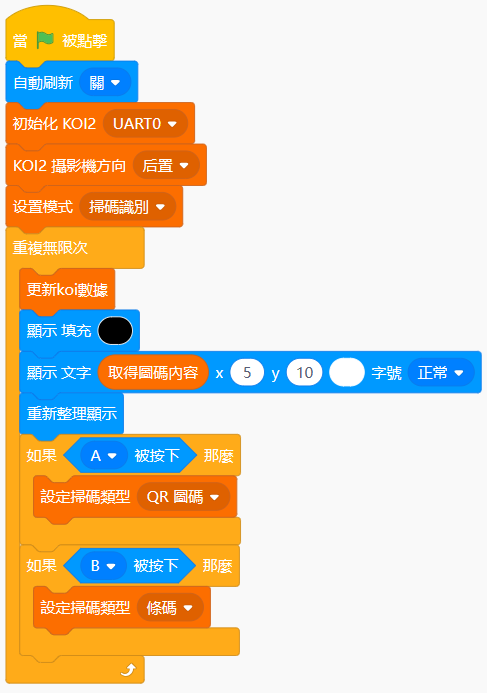 當 被點擊
自動刷新 關
初始化 KOI2 UART0
KOI2 攝影機方向 后置
设置模式 掃碼識別
重複無限次
更新koi數據
顯示 填充
顯示 文字 取得圖碼內容 x 5 y 10 字號 正常
重新整理顯示
如果 A 被按下 那麼
設定掃碼類型 QR 圖碼
如果 B 被按下 那麼
設定掃碼類型 條碼